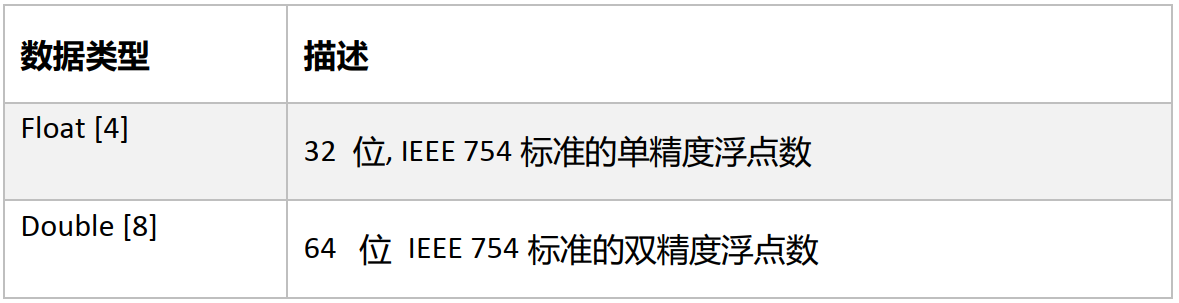 数据类型 描述
Float [4] 32 位, IEEE 754 标准的单精度浮点数
Double [8] 64 位 IEEE 754 标准的双精度浮点数